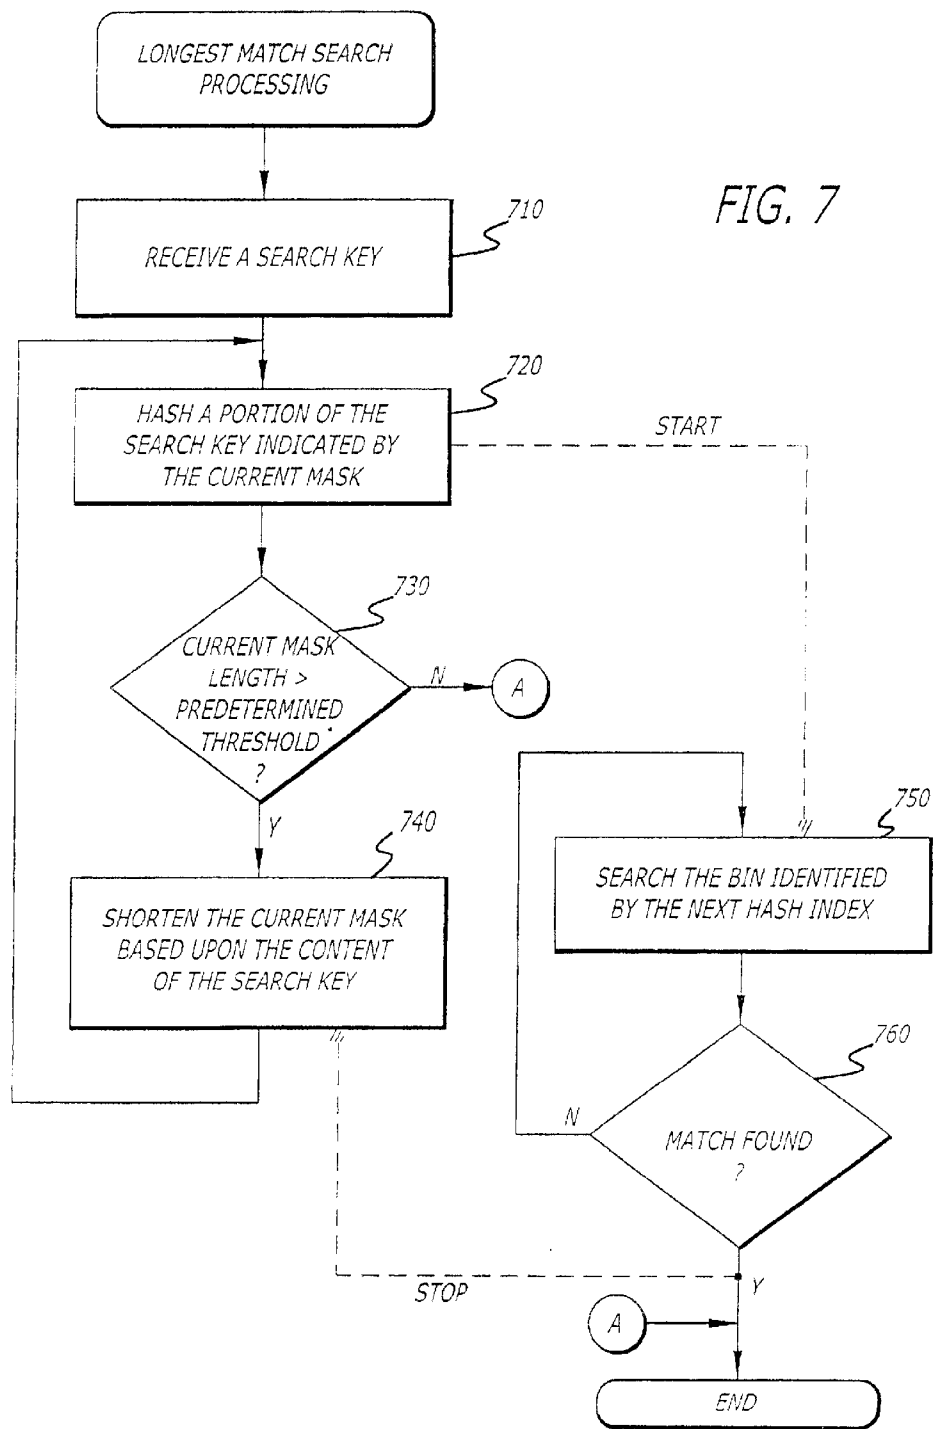 LONGEST MATCH SEARCH
PROCESSING
FIG. 7
710
RECEIVE A SEARCH KEY
720
HASH A PORTION OF THE
SEARCH KEY INDICATED BY
THE CURRENT MASK
START
730
CURRENT MASK
LENGTH >
PREDETERMINED
THRESHOLD
?
N
A
Y
740
SHORTEN THE CURRENT MASK
BASED UPON THE CONTENT
OF THE SEARCH KEY
750
SEARCH THE BIN IDENTIFIED
BY THE NEXT HASH INDEX
760
MATCH FOUND
?
N
STOP
Y
A
END